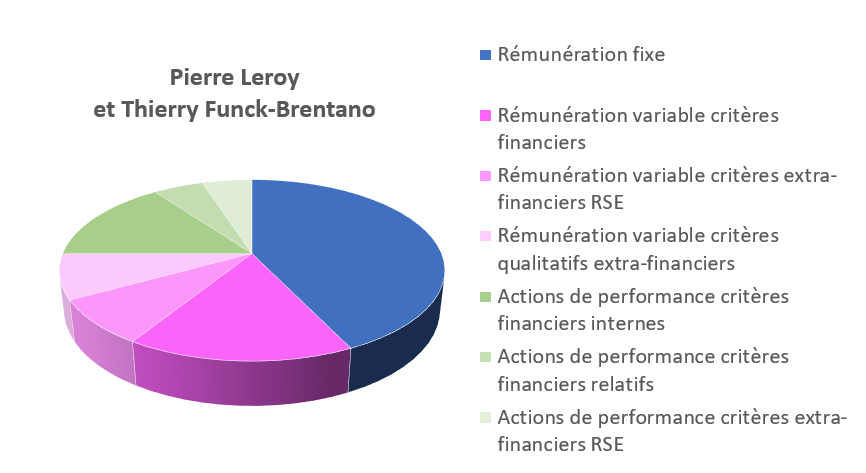 Pierre Leroy
et Thierry Funck-Brentano
Rémunération fixe
Rémunération variable critères
financiers
Rémunération variable critères extra-
financiers RSE
Rémunération variable critères
qualitatifs extra-financiers
Actions de performance critères
financiers internes
Actions de performance critères
financiers relatifs
Actions de performance critères extra-
financiers RSE